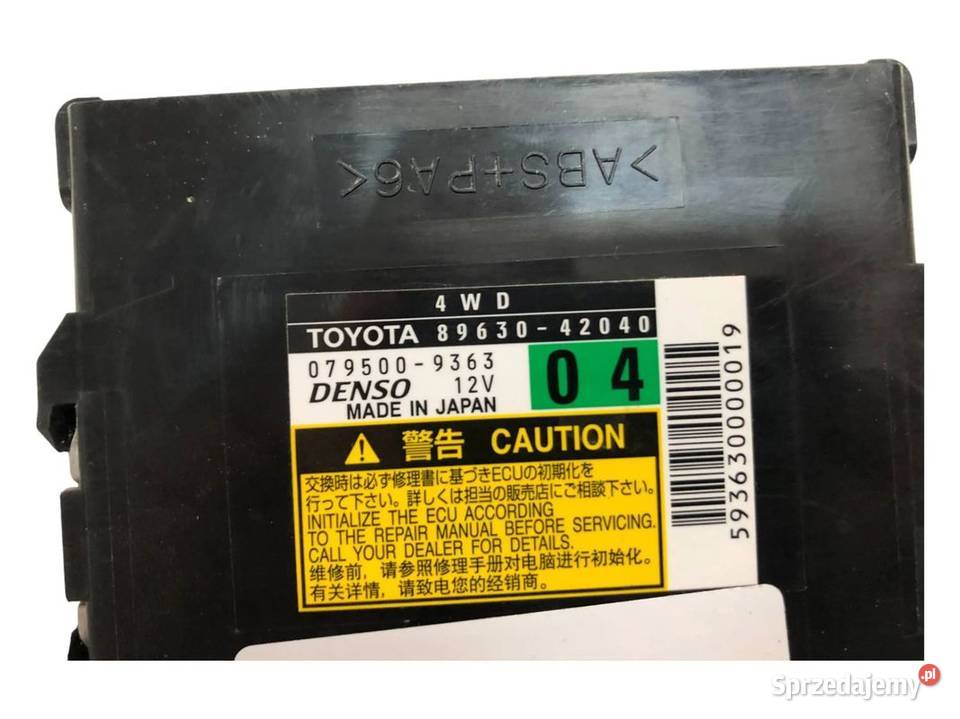 >ABS+PA6<
4WD
TOYOTA 89630-42040
079500-9363
DENSO 12V
MADE IN JAPAN
04
593630000019
警告 CAUTION
交換時は必ず修理書に基づきECUの初期化を
行って下さい。詳しくは担当の販売店にご相談下さい。
INITIALIZE THE ECU ACCORDING
TO THE REPAIR MANUAL BEFORE SERVICING.
CALL YOUR DEALER FOR DETAILS.
维修前，请参照修理手册对电脑进行初始化。
有关详情，请致电您的经销商。
Sprzedajemy.pl